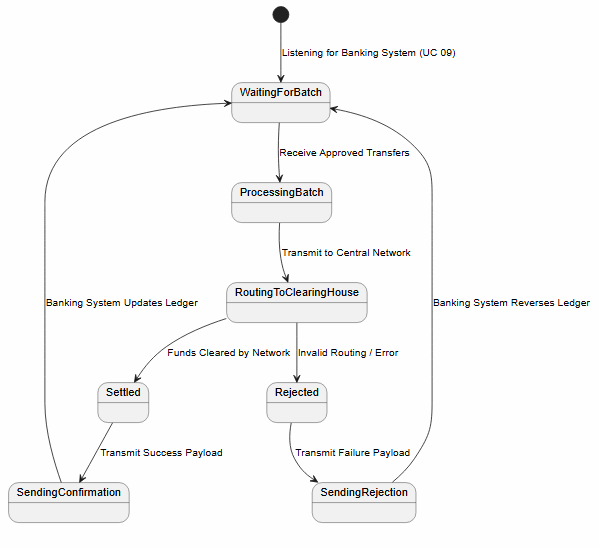 Listening for Banking System (UC 09)
WaitingForBatch
Receive Approved Transfers
ProcessingBatch
Transmit to Central Network
RoutingToClearingHouse
Banking System Updates Ledger
Banking System Reverses Ledger
Funds Cleared by Network
Invalid Routing / Error
Settled
Rejected
Transmit Success Payload
Transmit Failure Payload
SendingConfirmation
SendingRejection